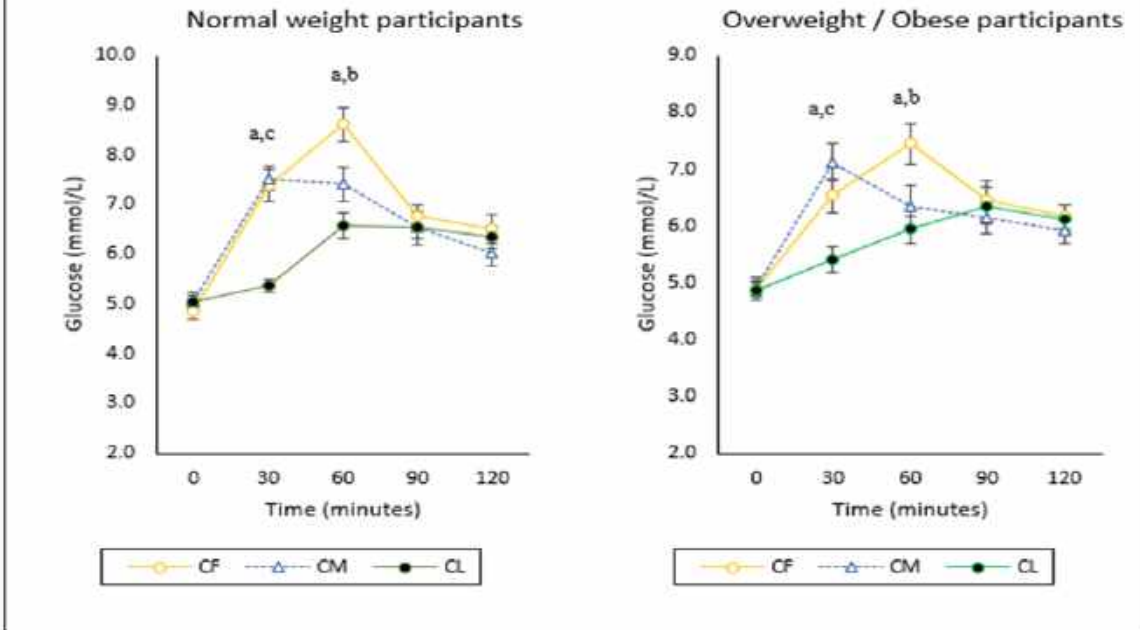 Normal weight participants
10.0
9.0
8.0
7.0
6.0
5.0
4.0
3.0
2.0
Glucose (mmol/L)
a,c
a,b
0 30 60 90 120
Time (minutes)
CF CM CL
Overweight / Obese participants
9.0
8.0
7.0
6.0
5.0
4.0
3.0
2.0
Glucose (mmol/L)
a,c
a,b
0 30 60 90 120
Time (minutes)
CF CM CL